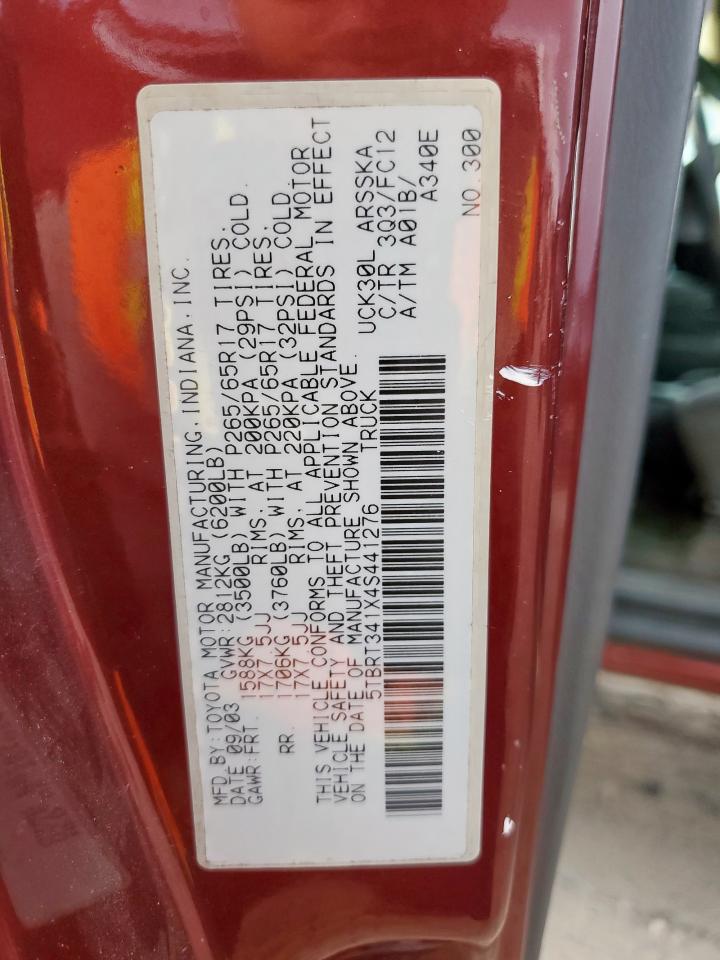 MFD BY:TOYOTA MOTOR MANUFACTURING.INDIANA.INC.
DATE 09/03 GVWR:2812KG (6200LB)
GAWR:FRT. 1588KG (3500LB) WITH P265/65R17 TIRES.
17X7.5JJ RIMS. AT 200KPA (29PSI) COLD.
RR. 1706KG (3760LB) WITH P265/65R17 TIRES.
17X7.5JJ RIMS. AT 220KPA (32PSI) COLD
THIS VEHICLE CONFORMS TO ALL APPLICABLE FEDERAL MOTOR
VEHICLE SAFETY AND THEFT PREVENTION STANDARDS IN EFFECT
ON THE DATE OF MANUFACTURE SHOWN ABOVE.
5TBRT341X4S441276 TRUCK
UCK30L ARSSKA
C/TR 3Q3/FC12
A/TM A01B/
A340E
NO 300